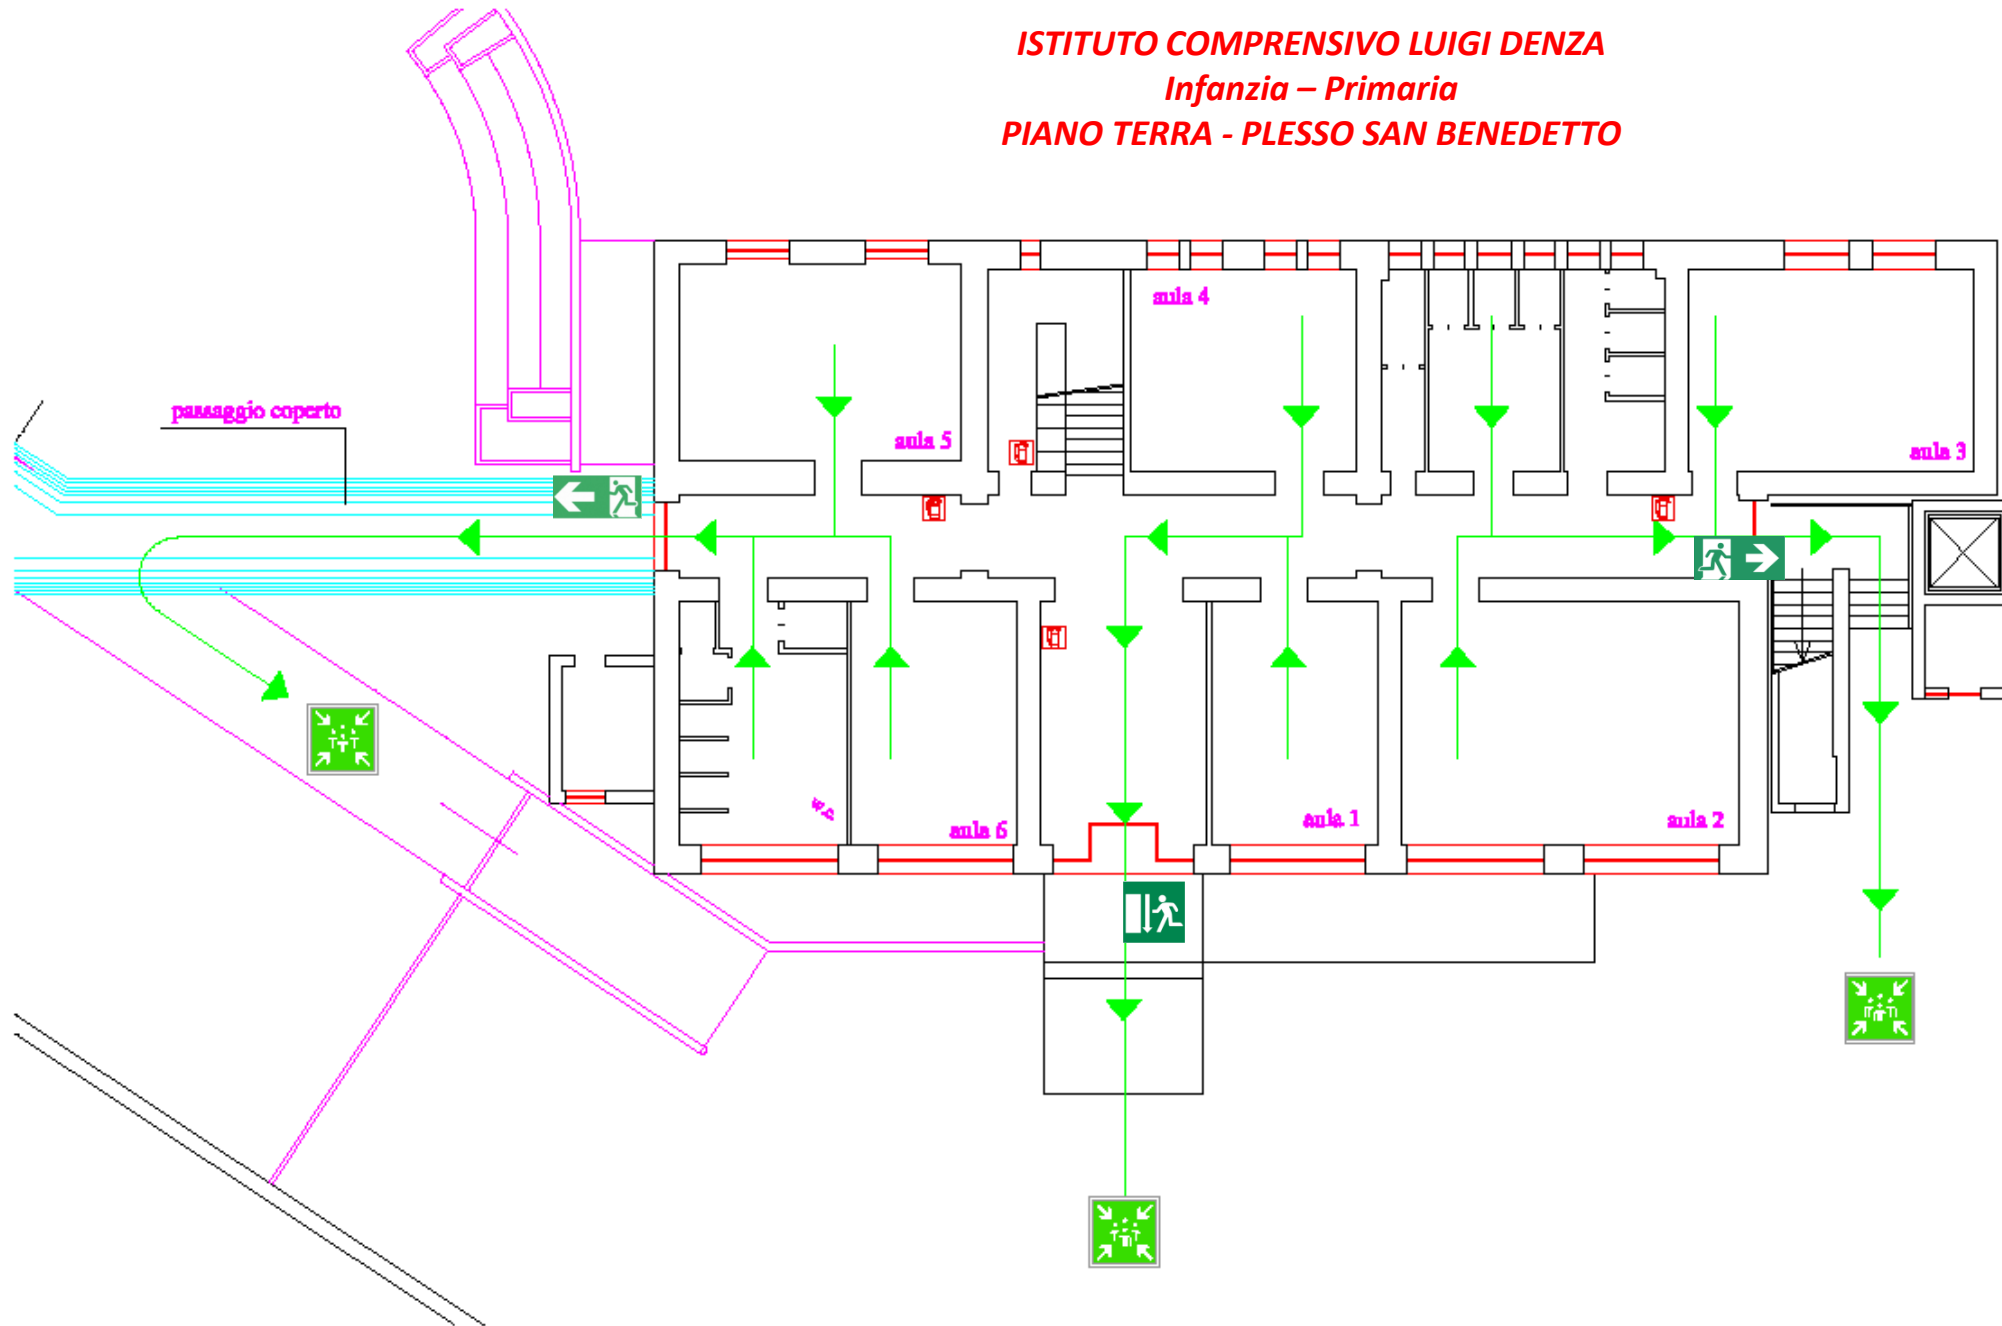 ISTITUTO COMPRENSIVO LUIGI DENZA
Infanzia – Primaria
PIANO TERRA - PLESSO SAN BENEDETTO
aula 4
passaggio coperto
aula 5
aula 3
aula 6
aula 1
aula 2